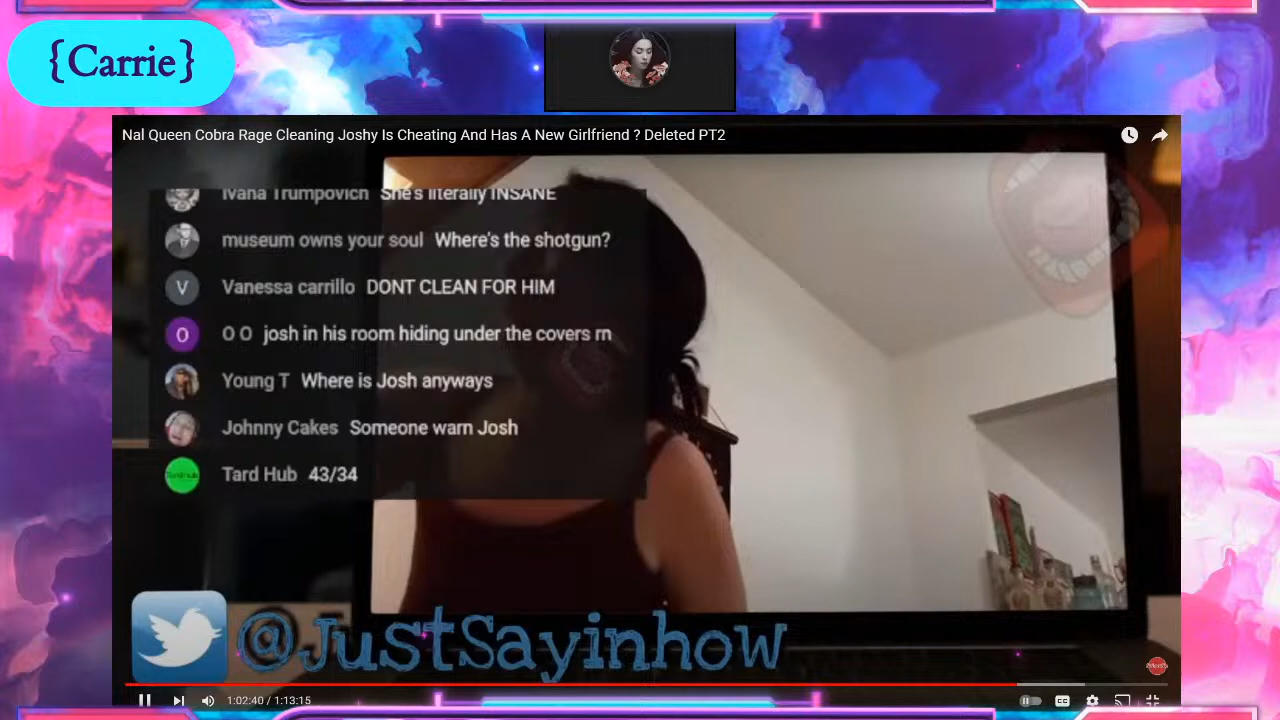 {Carrie}
Nal Queen Cobra Rage Cleaning Joshy Is Cheating And Has A New Girlfriend ? Deleted PT2
Ivana Trumpovich She's literally INSANE
museum owns your soul Where's the shotgun?
V Vanessa carrillo DONT CLEAN FOR HIM
O O O josh in his room hiding under the covers rn
Young T Where is Josh anyways
Johnny Cakes Someone warn Josh
Tard Hub 43/34
@JustSayinhow
1:02:40 / 1:13:15
CC